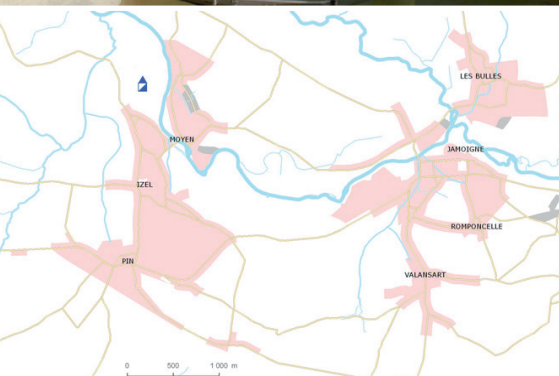 LES BULLES
MOYEN
JAMOIGNE
IZEL
ROMPONCELLE
PIN
VALANSART
0 500 1 000 m